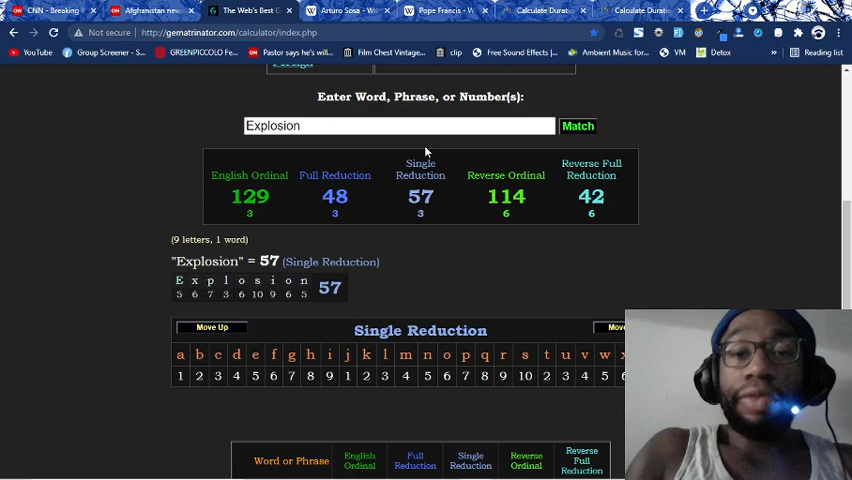 CNN - Breaking
Afghanistan new
The Web's Best C
Arturo Sosa - Wi
Pope Francis - W
Calculate Duratio
Calculate Duratio
Not secure
http://gematrinator.com/calculator/index.php
YouTube
Group Screener - S...
GREENPICCOLO Fe...
Pastor says he's will...
Film Chest Vintage...
clip
Free Sound Effects |...
Ambient Music for...
VM
Detox
Reading list
Enter Word, Phrase, or Number(s):
Explosion
Match
English Ordinal
Full Reduction
Single Reduction
Reverse Ordinal
Reverse Full Reduction
129 48 57 114 42
3 3 3 6 6
(9 letters, 1 word)
"Explosion" = 57 (Single Reduction)
E x p l o s i o n
5 6 7 3 6 10 9 6 5
57
Move Up
Single Reduction
Move
a b c d e f g h i j k l m n o p q r s t u v w x
1 2 3 4 5 6 7 8 9 1 2 3 4 5 6 7 8 9 10 2 3 4 5 6
Word or Phrase
English Ordinal
Full Reduction
Single Reduction
Reverse Ordinal
Reverse Full Reduction